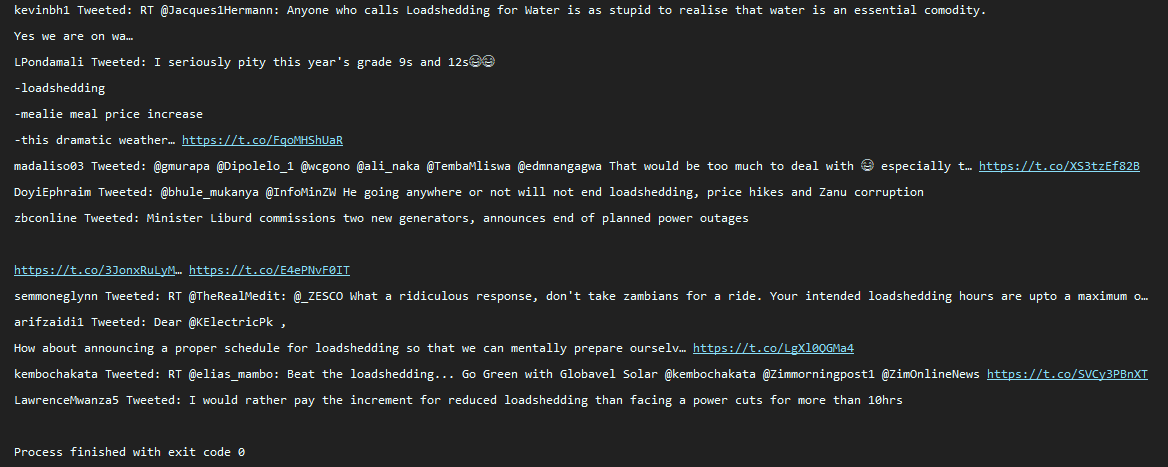 kevinbh1 Tweeted: RT @Jacques1Hermann: Anyone who calls Loadshedding for Water is as stupid to realise that water is an essential comodity.
Yes we are on wa…
LPondamali Tweeted: I seriously pity this year's grade 9s and 12s😂😂
-loadshedding
-mealie meal price increase
-this dramatic weather… https://t.co/FqoMHShUaR
madaliso03 Tweeted: @gmurapa @Dipolelo_1 @wcgono @ali_naka @TembaMliswa @edmnangagwa That would be too much to deal with 😂 especially t… https://t.co/XS3tzEf82B
DoyiEphraim Tweeted: @bhule_mukanya @InfoMinZW He going anywhere or not will not end loadshedding, price hikes and Zanu corruption
zbconline Tweeted: Minister Liburd commissions two new generators, announces end of planned power outages
https://t.co/3JonxRuLyM… https://t.co/E4ePNvF0IT
semmoneglynn Tweeted: RT @TheRealMedit: @_ZESCO What a ridiculous response, don't take zambians for a ride. Your intended loadshedding hours are upto a maximum o…
arifzaidi1 Tweeted: Dear @KElectricPk ,
How about announcing a proper schedule for loadshedding so that we can mentally prepare ourselv… https://t.co/LgXl0QGMa4
kembochakata Tweeted: RT @elias_mambo: Beat the loadshedding... Go Green with Globavel Solar @kembochakata @Zimmorningpost1 @ZimOnlineNews https://t.co/SVCy3PBnXT
LawrenceMwanza5 Tweeted: I would rather pay the increment for reduced loadshedding than facing a power cuts for more than 10hrs
Process finished with exit code 0